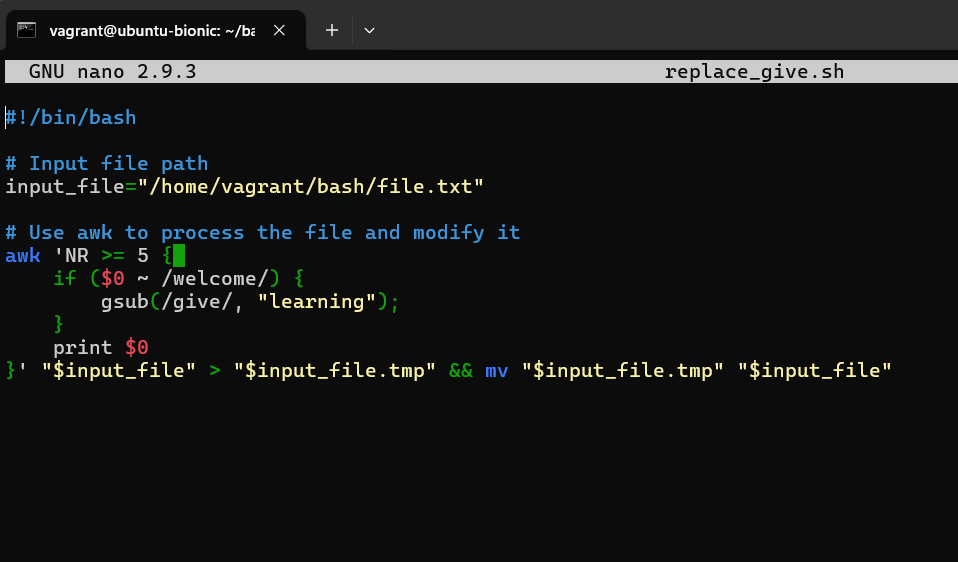 vagrant@ubuntu-bionic: ~/ba
GNU nano 2.9.3 replace_give.sh
#!/bin/bash
# Input file path
input_file="/home/vagrant/bash/file.txt"
# Use awk to process the file and modify it
awk 'NR >= 5 {
    if ($0 ~ /welcome/) {
        gsub(/give/, "learning");
    }
    print $0
}' "$input_file" > "$input_file.tmp" && mv "$input_file.tmp" "$input_file"